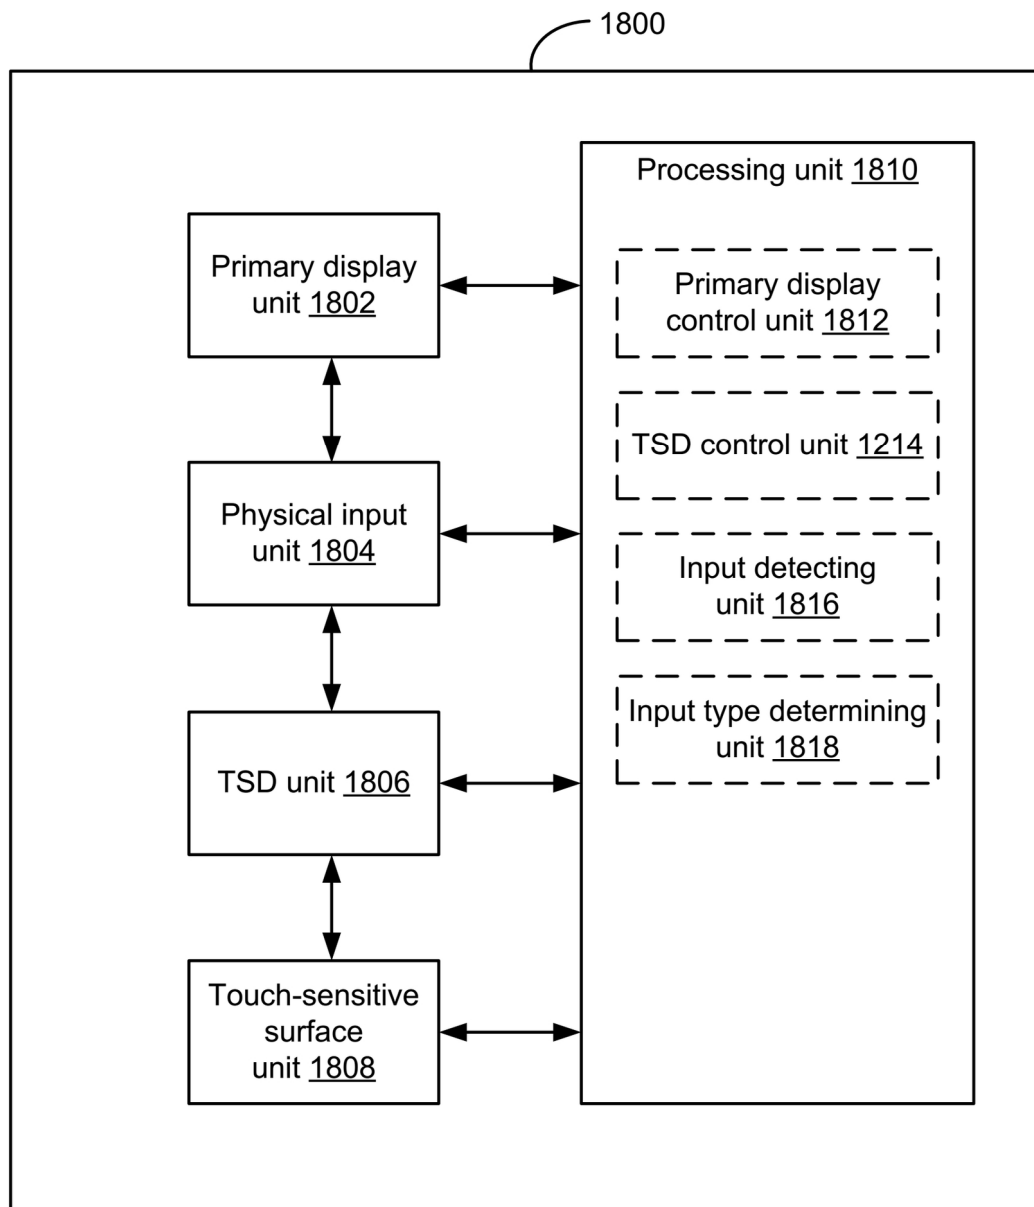 1800
Processing unit 1810
Primary display
unit 1802
Primary display
control unit 1812
TSD control unit 1214
Physical input
unit 1804
Input detecting
unit 1816
Input type determining
unit 1818
TSD unit 1806
Touch-sensitive
surface
unit 1808